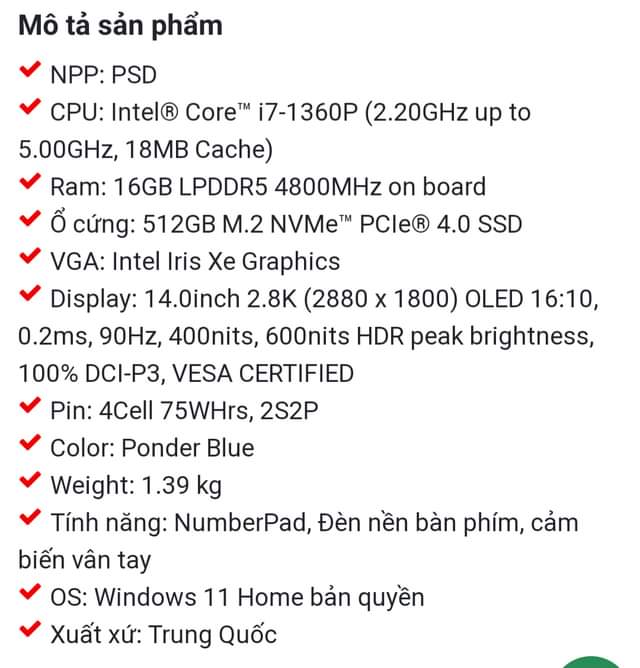 Mô tả sản phẩm
NPP: PSD
CPU: Intel® Core™ i7-1360P (2.20GHz up to
5.00GHz, 18MB Cache)
Ram: 16GB LPDDR5 4800MHz on board
Ổ cứng: 512GB M.2 NVMe™ PCIe® 4.0 SSD
VGA: Intel Iris Xe Graphics
Display: 14.0inch 2.8K (2880 x 1800) OLED 16:10,
0.2ms, 90Hz, 400nits, 600nits HDR peak brightness,
100% DCI-P3, VESA CERTIFIED
Pin: 4Cell 75WHrs, 2S2P
Color: Ponder Blue
Weight: 1.39 kg
Tính năng: NumberPad, Đèn nền bàn phím, cảm
biến vân tay
OS: Windows 11 Home bản quyền
Xuất xứ: Trung Quốc